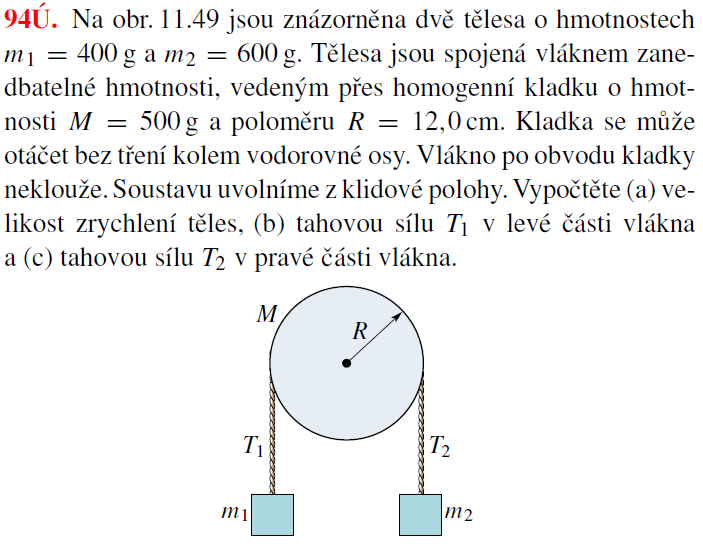 94Ú. Na obr. 11.49 jsou znázorněna dvě tělesa o hmotnostech
m1 = 400 g a m2 = 600 g. Tělesa jsou spojená vláknem zane-
dbatelné hmotnosti, vedeným přes homogenní kladku o hmot-
nosti M = 500 g a poloměru R = 12,0 cm. Kladka se může
otáčet bez tření kolem vodorovné osy. Vlákno po obvodu kladky
neklouže. Soustavu uvolníme z klidové polohy. Vypočtěte (a) ve-
likost zrychlení těles, (b) tahovou sílu T1 v levé části vlákna
a (c) tahovou sílu T2 v pravé části vlákna.
M
R
T1
T2
m1
m2